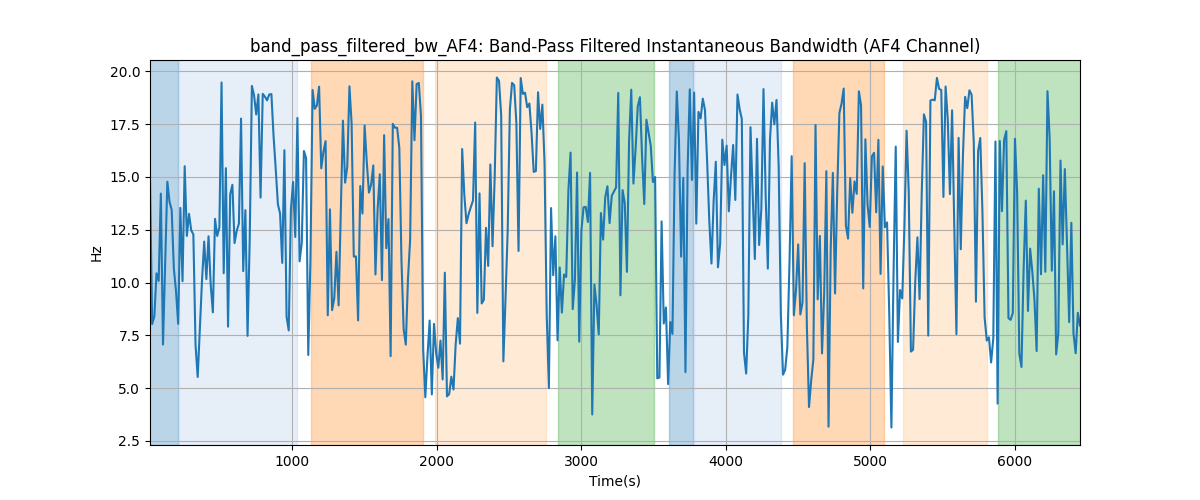 band_pass_filtered_bw_AF4: Band-Pass Filtered Instantaneous Bandwidth (AF4 Channel)
20.0
17.5
15.0
12.5
10.0
7.5
5.0
2.5
Hz
1000 2000 3000 4000 5000 6000
Time(s)